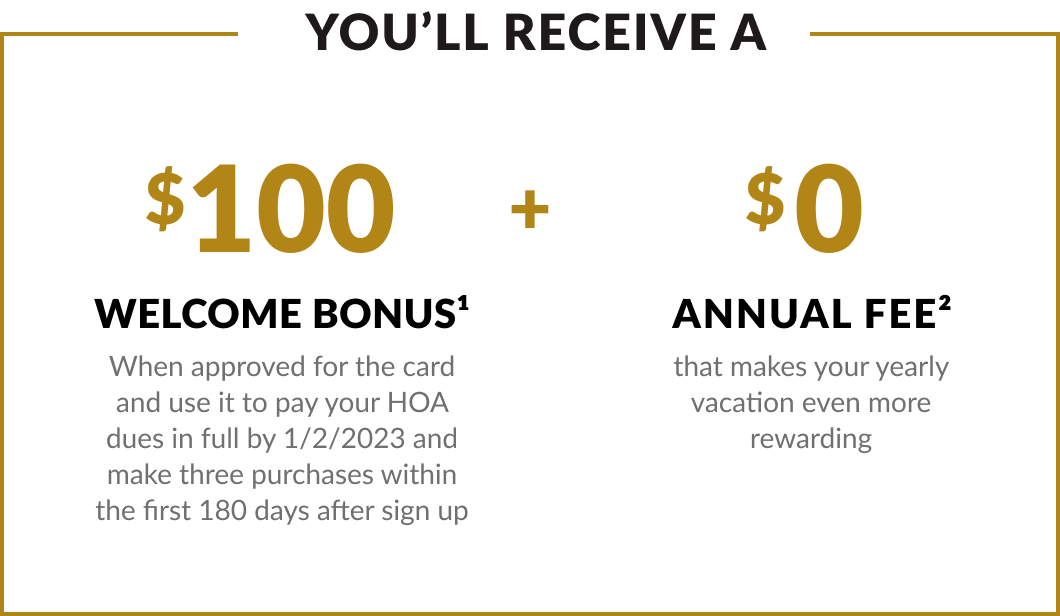 YOU’LL RECEIVE A
$100
+
$0
WELCOME BONUS¹
When approved for the card
and use it to pay your HOA
dues in full by 1/2/2023 and
make three purchases within
the first 180 days after sign up
ANNUAL FEE²
that makes your yearly
vacation even more
rewarding